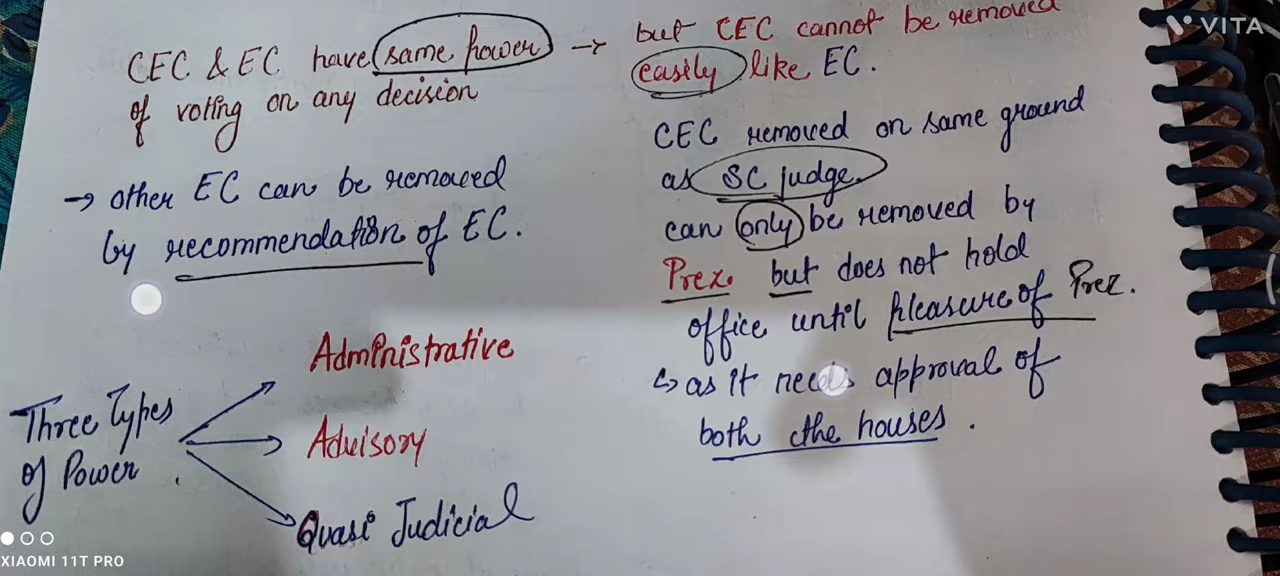 CEC & EC have same power → but CEC cannot be removed
of voting on any decision
easily like EC.
CEC removed on same ground
as SC judge.
can only be removed by
Prez. but does not hold
office until pleasure of Prez.
↳ as it needs approval of
both the houses.
→ other EC can be removed
by recommendation of EC.
Three Types
of Power.
Administrative
Advisory
Quasi Judicial
VITA
XIAOMI 11T PRO